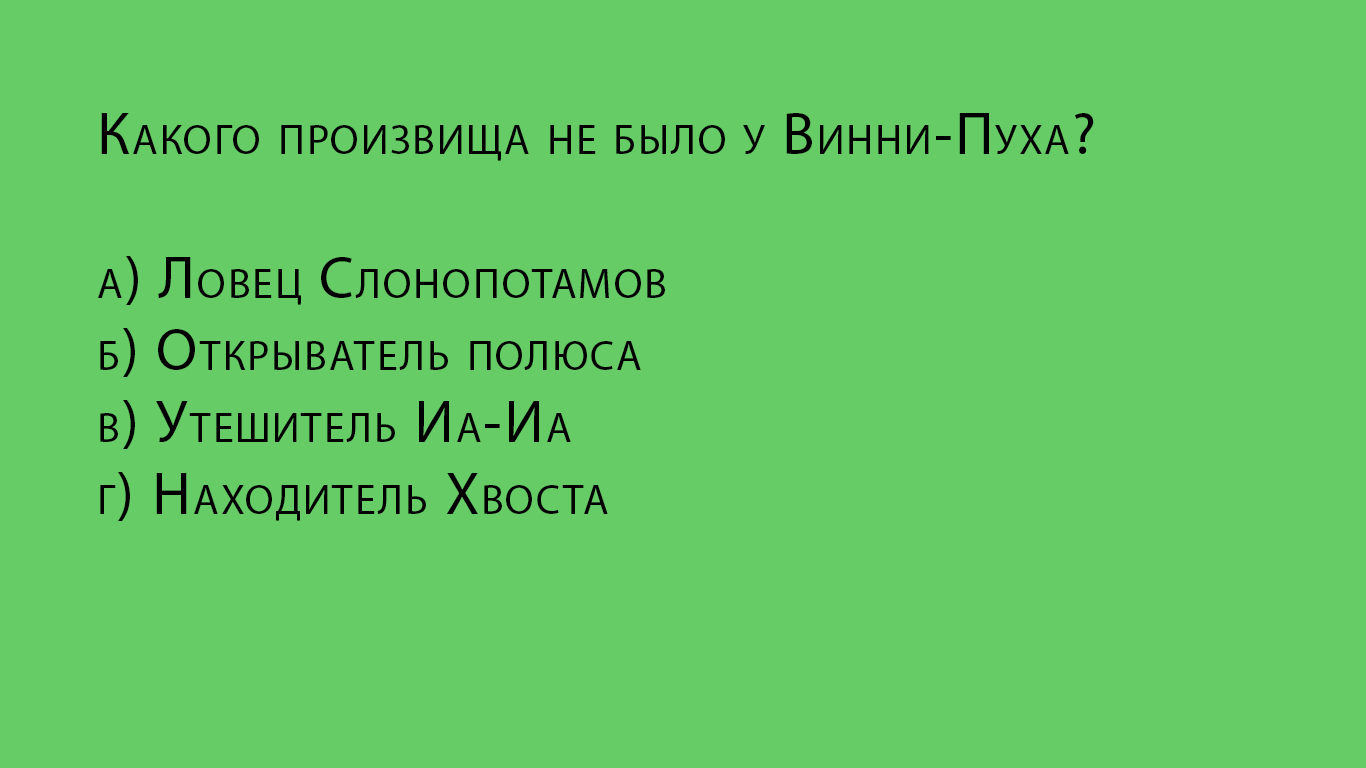 Какого произвища не было у Винни-Пуха?
а) Ловец Слонопотамов
б) Открыватель полюса
в) Утешитель Иа-Иа
г) Находитель Хвоста